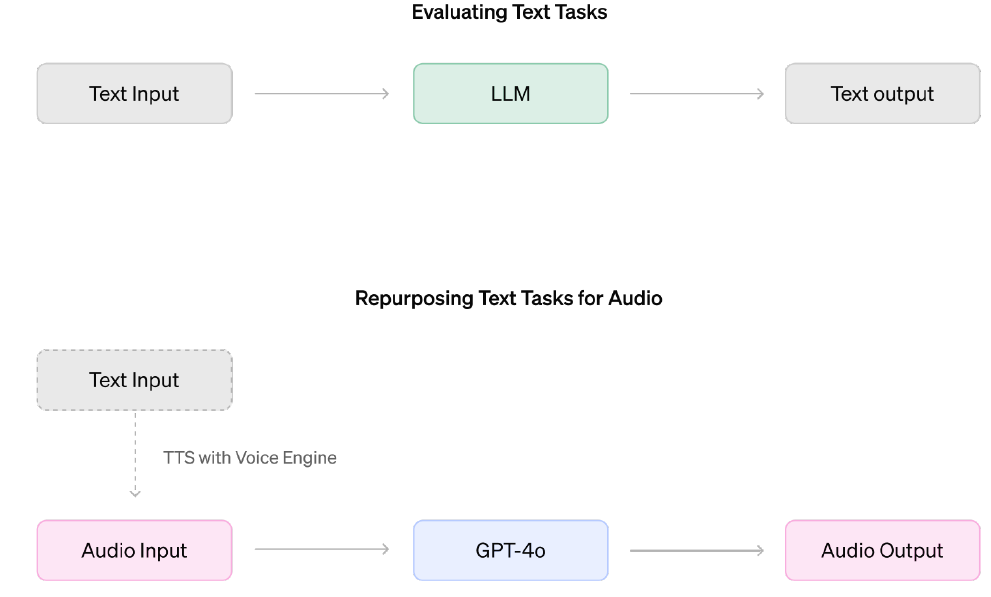 Evaluating Text Tasks
Text Input
LLM
Text output
Repurposing Text Tasks for Audio
Text Input
TTS with Voice Engine
Audio Input
GPT-4o
Audio Output